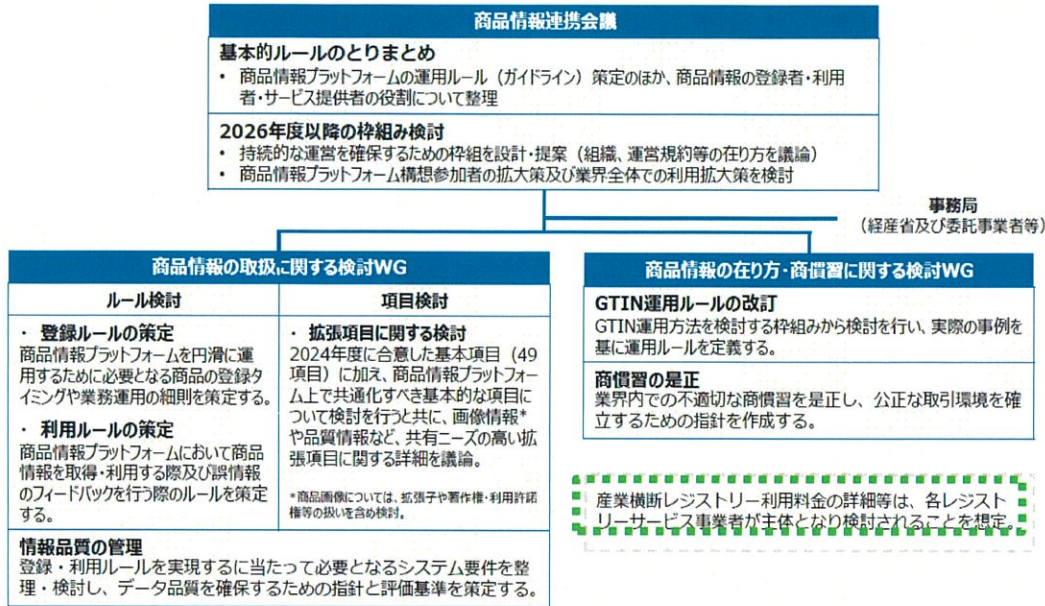 商品情報連携会議
基本的ルールのとりまとめ
・ 商品情報プラットフォームの運用ルール（ガイドライン）策定のほか、商品情報の登録者・利用
者・サービス提供者の役割について整理
2026年度以降の枠組み検討
・ 持続的な運営を確保するための枠組を設計・提案（組織、運営規約等の在り方を議論）
・ 商品情報プラットフォーム構想参加者の拡大策及び業界全体での利用拡大策を検討
事務局
（経産省及び委託事業者等）
商品情報の取扱に関する検討WG
ルール検討
・ 登録ルールの策定
商品情報プラットフォームを円滑に運
用するために必要となる商品の登録タ
イミングや業務運用の細則を策定する。
・ 利用ルールの策定
商品情報プラットフォームにおいて商品
情報を取得・利用する際及び誤情報
のフィードバックを行う際のルールを策定
する。
項目検討
・ 拡張項目に関する検討
2024年度に合意した基本項目（49
項目）に加え、商品情報プラットフォー
ム上で共通化すべき基本的な項目に
ついて検討を行うと共に、画像情報*
や品質情報など、共有ニーズの高い拡
張項目に関する詳細を議論。
*商品画像については、拡張子や著作権・利用許諾
権等の扱いを含め検討。
情報品質の管理
登録・利用ルールを実現するに当たって必要となるシステム要件を整
理・検討し、データ品質を確保するための指針と評価基準を策定する。
商品情報の在り方・商慣習に関する検討WG
GTIN運用ルールの改訂
GTIN運用方法を検討する枠組みから検討を行い、実際の事例を
基に運用ルールを定義する。
商慣習の是正
業界内での不適切な商慣習を是正し、公正な取引環境を確
立するための指針を作成する。
産業横断レジストリー利用料金の詳細等は、各レジスト
リーサービス事業者が主体となり検討されることを想定。